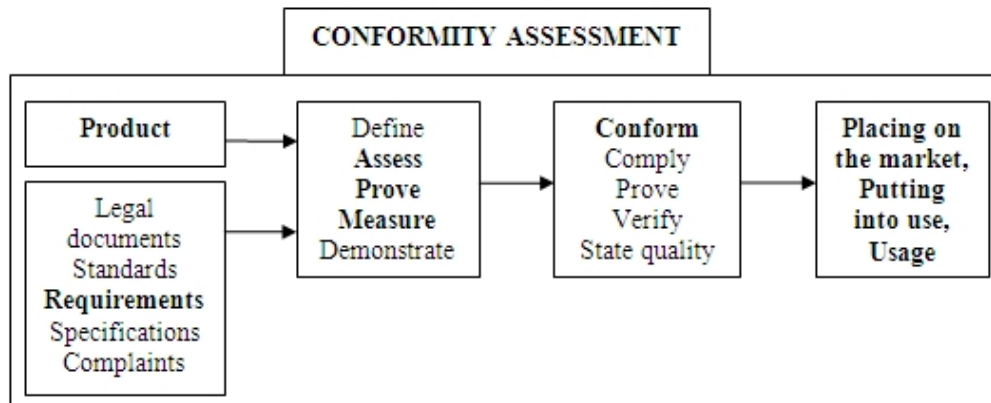 CONFORMITY ASSESSMENT
Product
Legal
documents
Standards
Requirements
Specifications
Complaints
Define
Assess
Prove
Measure
Demonstrate
Conform
Comply
Prove
Verify
State quality
Placing on
the market,
Putting
into use,
Usage